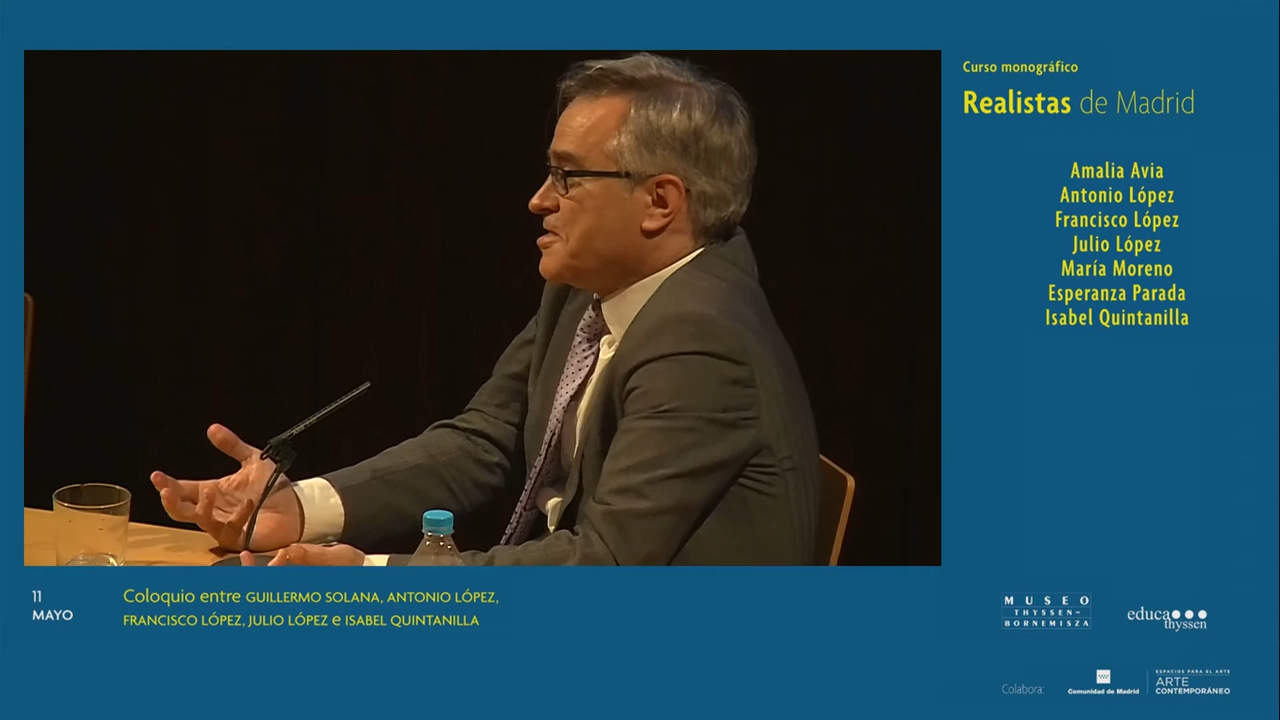 Curso monográfico
Realistas de Madrid
Amalia Avia
Antonio López
Francisco López
Julio López
María Moreno
Esperanza Parada
Isabel Quintanilla
11
MAYO
Coloquio entre GUILLERMO SOLANA, ANTONIO LÓPEZ,
FRANCISCO LÓPEZ, JULIO LÓPEZ e ISABEL QUINTANILLA
MUSEO
THYSSEN-
BORNEMISZA
educa
thyssen
Colabora:
Comunidad de Madrid
ESPACIOS PARA EL ARTE
ARTE
CONTEMPORÁNEO